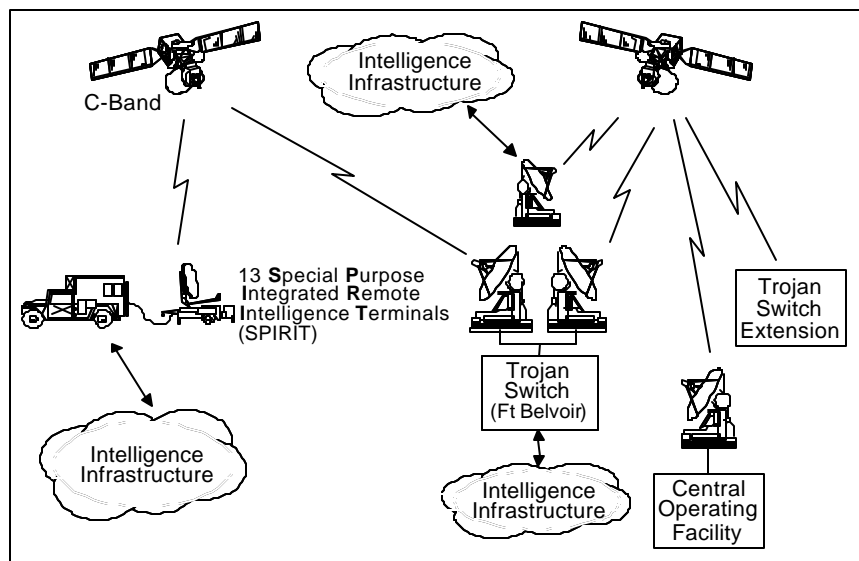 Intelligence
Infrastructure
C-Band
13 Special Purpose
Integrated Remote
Intelligence Terminals
(SPIRIT)
Trojan
Switch
Extension
Trojan
Switch
(Ft Belvoir)
Intelligence
Infrastructure
Intelligence
Infrastructure
Central
Operating
Facility